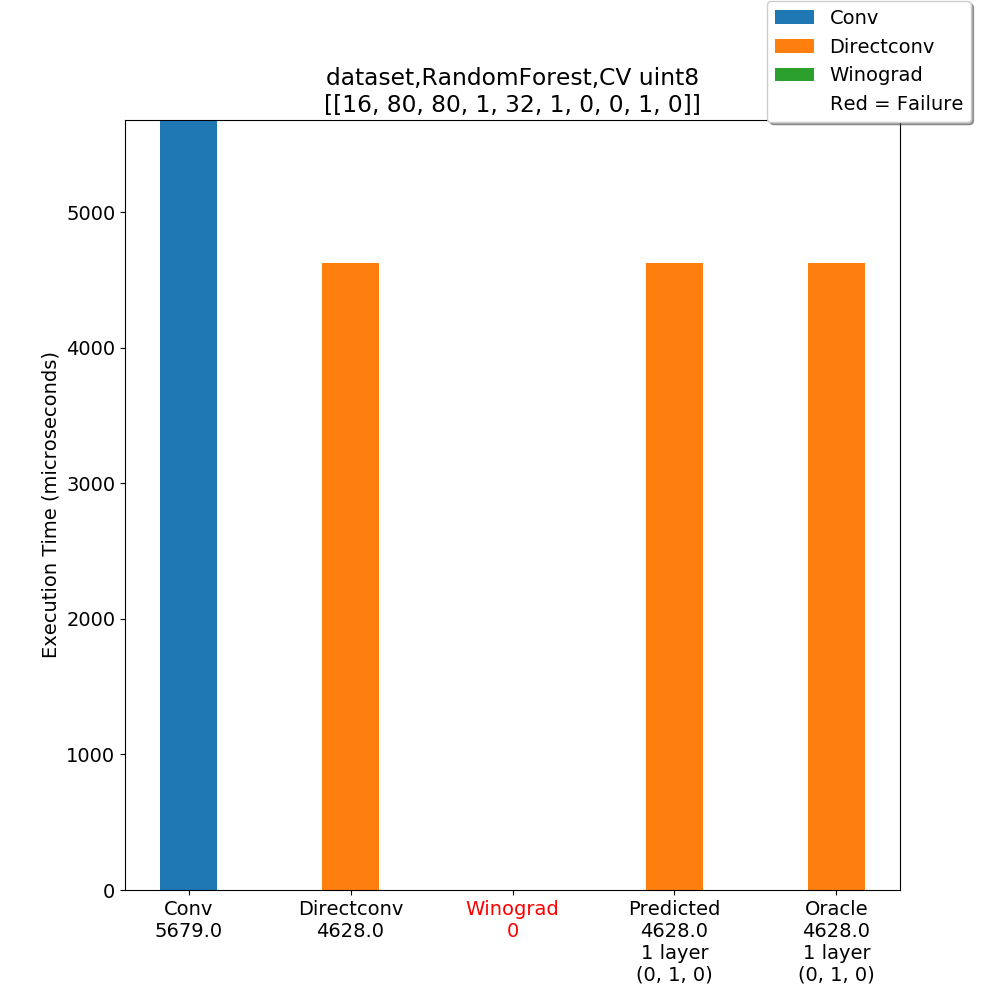 Conv
Directconv
Winograd
Red = Failure
dataset,RandomForest,CV uint8
[[16, 80, 80, 1, 32, 1, 0, 0, 1, 0]]
Execution Time (microseconds)
5000
4000
3000
2000
1000
0
Conv
5679.0
Directconv
4628.0
Winograd
0
Predicted
4628.0
1 layer
(0, 1, 0)
Oracle
4628.0
1 layer
(0, 1, 0)